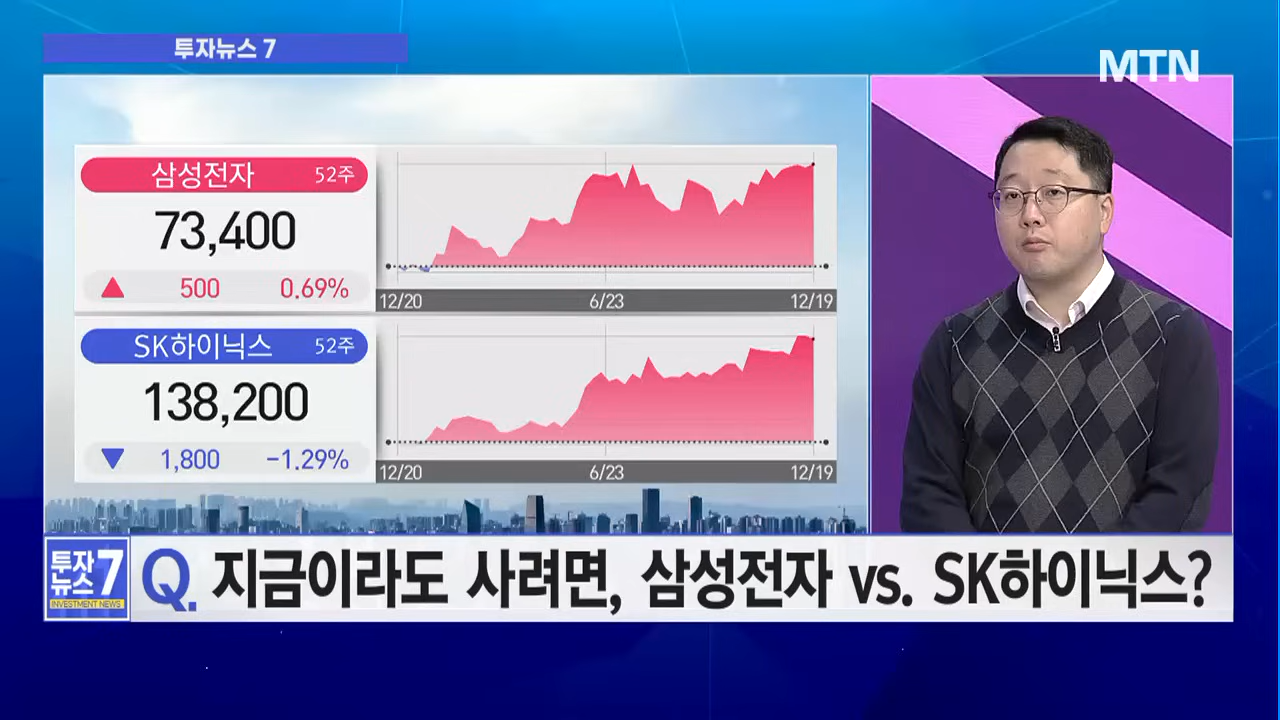 투자뉴스 7
MTN
삼성전자 52주
73,400
▲ 500 0.69%
12/20 6/23 12/19
SK하이닉스 52주
138,200
▼ 1,800 -1.29%
12/20 6/23 12/19
투자
뉴스 7
INVESTMENT NEWS
Q. 지금이라도 사려면, 삼성전자 vs. SK하이닉스?